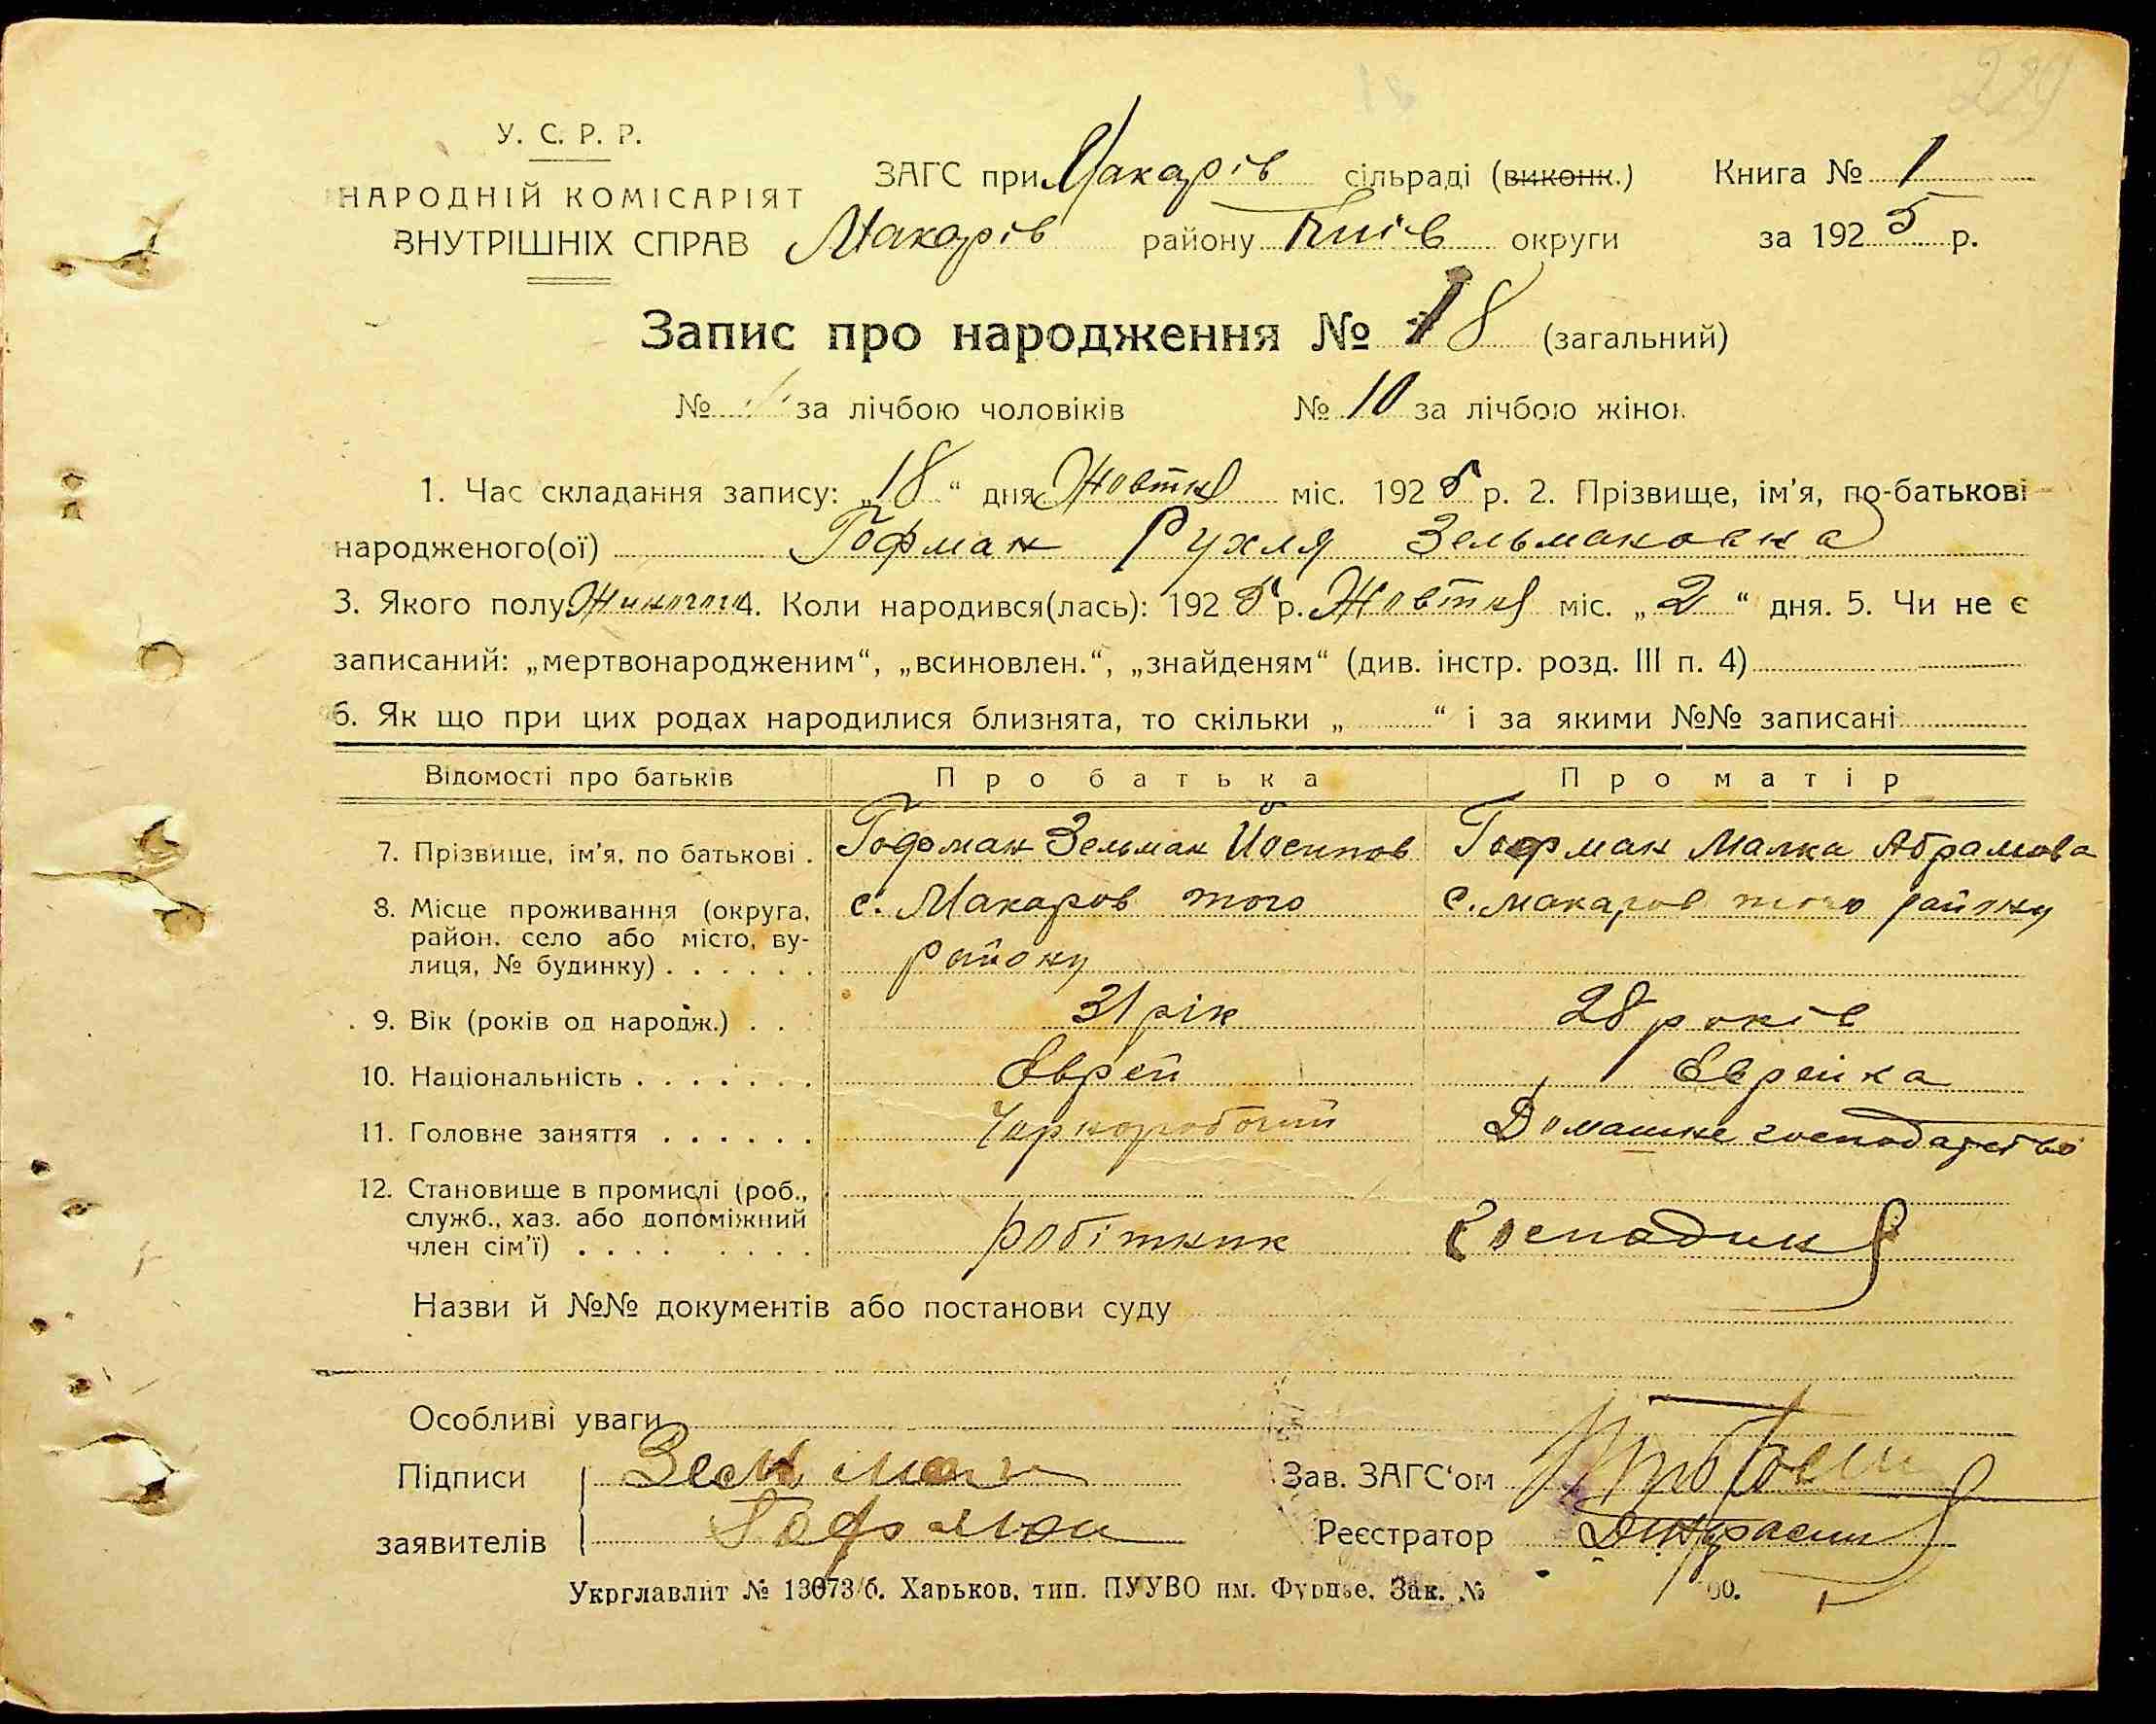 229
У. С. Р. Р.
НАРОДНІЙ КОМІСАРІЯТ
ВНУТРІШНІХ СПРАВ
ЗАГС при Макарів сільраді (виконк.)
Макарів району Київ округи
Книга № 1
за 1925 р.
Запис про народження № 18 (загальний)
№ за лічбою чоловіків № 10 за лічбою жінок
1. Час складання запису: „18“ дня Жовтня міс. 1925 р. 2. Прізвище, ім'я, по-батькові
народженого(ої) Гофман Рухля Зельмановна
3. Якого полу Жиночого 4. Коли народився(лась): 1925 р. Жовтня міс. „2“ дня. 5. Чи не є
записаний: „мертвонародженим“, „всиновлен.“, „знайденям“ (див. інстр. розд. III п. 4)
6. Як що при цих родах народилися близнята, то скільки „ “ і за якими №№ записані
Відомості про батьків Про батька Про матір
7. Прізвище, ім'я, по батькові . Гофман Зельман Йосипов Гофман Малка Абрамова
8. Місце проживання (округа, с. Макаров того с. Макаров того району
район, село або місто, ву- району
лиця, № будинку) . . . . . .
9. Вік (років од народж.) . . . 31 рік 28 років
10. Національність . . . . . . . Еврей Еврейка
11. Головне заняття . . . . . . Чорноробочий Домашне господарство
12. Становище в промислі (роб.,
служб., хаз. або допоміжний робітник господиня
член сім'ї) . . . . . . . .
Назви й №№ документів або постанови суду
Особливі уваги
Підписи Зельман Зав. ЗАГС'ом
заявителів Гофман Реєстратор
Укрглавліт № 13073/б. Харьков, тип. ПУУВО им. Фрунзе, Зак. № 00.